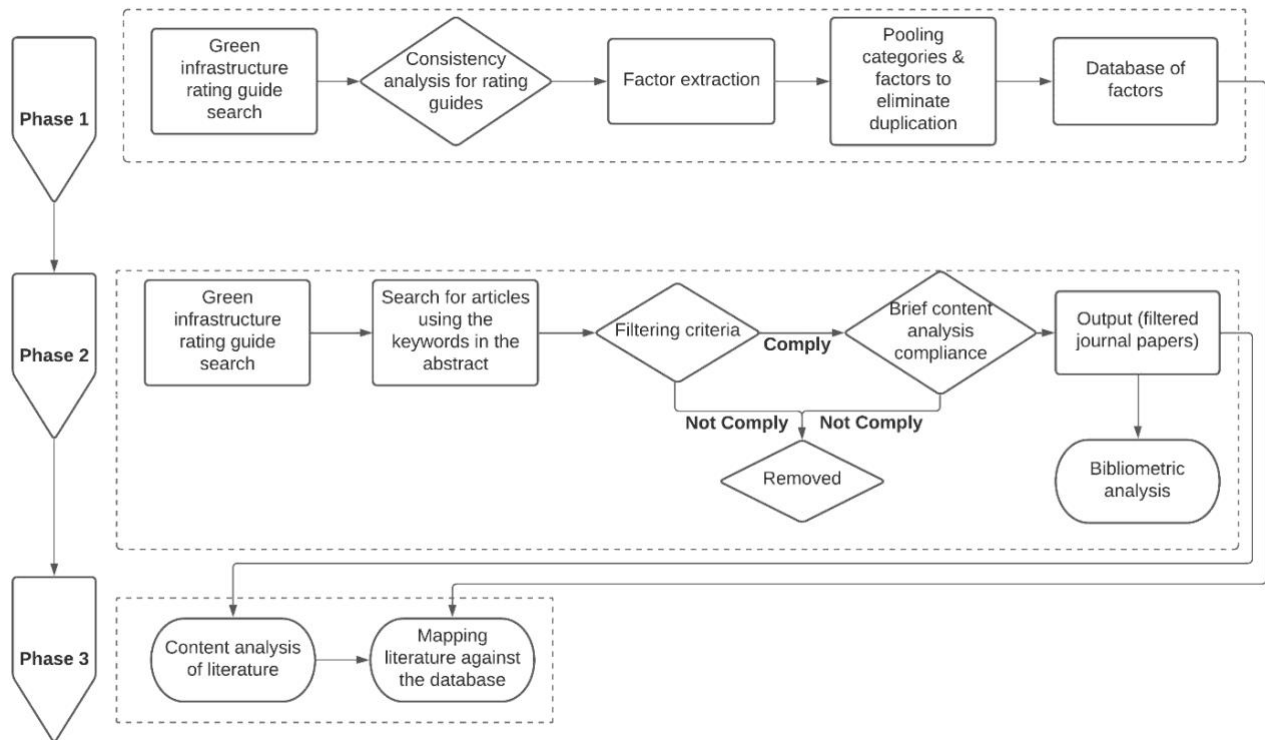 Phase 1
Green
infrastructure
rating guide
search
Consistency
analysis for rating
guides
Factor extraction
Pooling
categories &
factors to
eliminate
duplication
Database of
factors
Phase 2
Green
infrastructure
rating guide
search
Search for articles
using the
keywords in the
abstract
Filtering criteria
Comply
Brief content
analysis
compliance
Output (filtered
journal papers)
Not Comply
Not Comply
Removed
Bibliometric
analysis
Phase 3
Content analysis
of literature
Mapping
literature against
the database